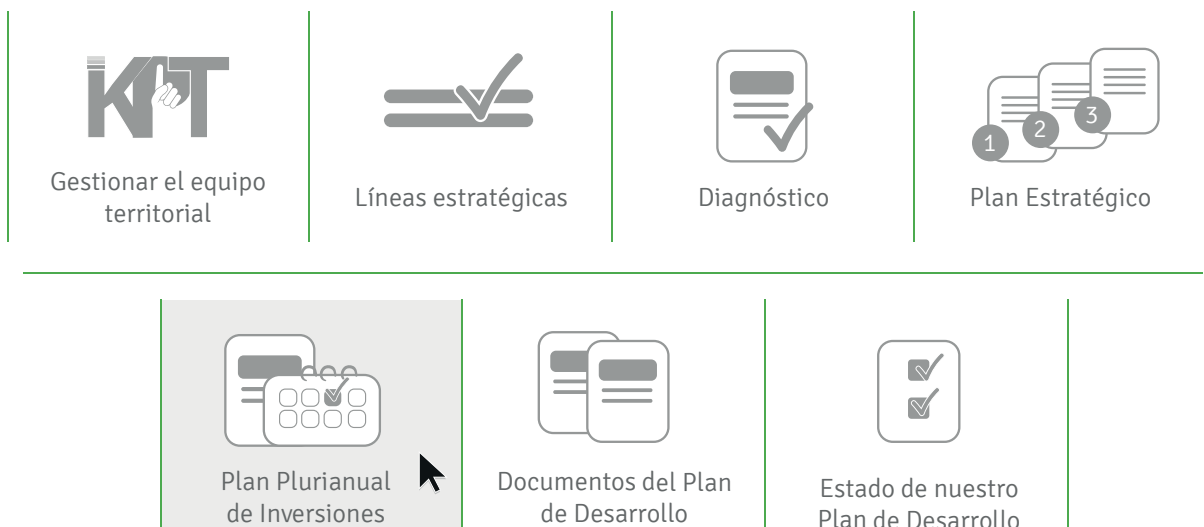 KPT
Gestionar el equipo
territorial
Líneas estratégicas
Diagnóstico
1
2
3
Plan Estratégico
Plan Plurianual
de Inversiones
Documentos del Plan
de Desarrollo
Estado de nuestro
Plan de Desarrollo